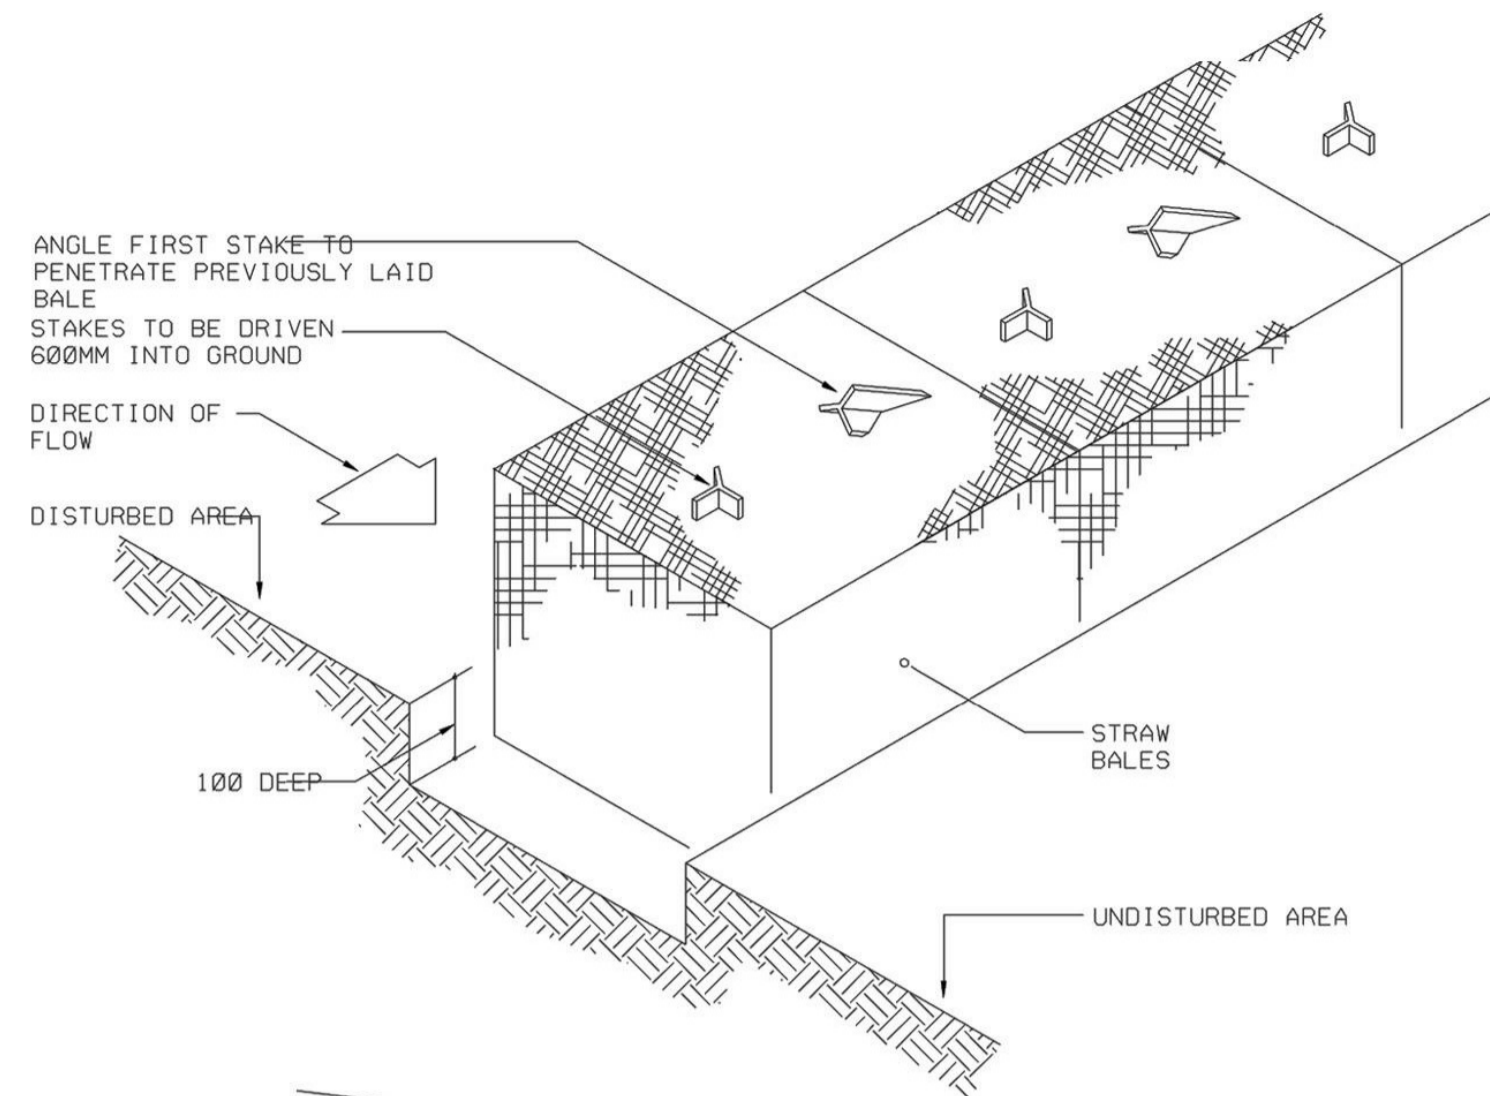 ANGLE FIRST STAKE TO
PENETRATE PREVIOUSLY LAID
BALE
STAKES TO BE DRIVEN
600MM INTO GROUND
DIRECTION OF
FLOW
DISTURBED AREA
100 DEEP
STRAW
BALES
UNDISTURBED AREA